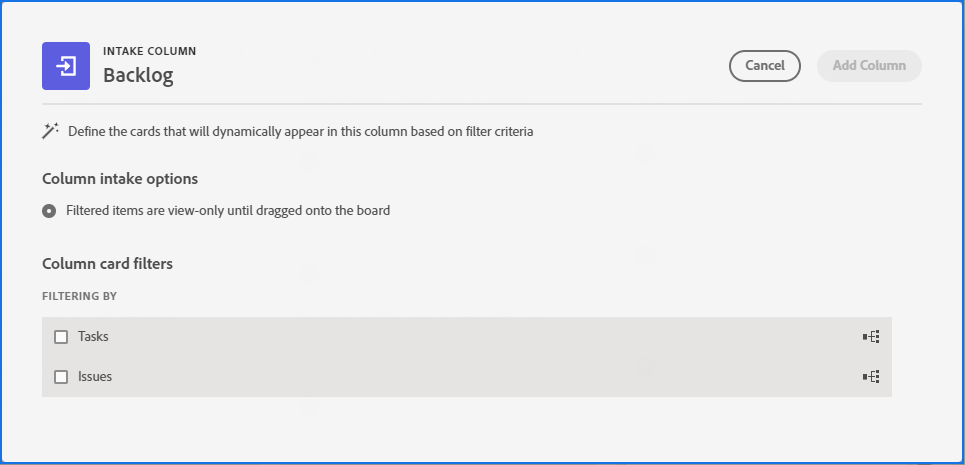 INTAKE COLUMN
Backlog
Cancel
Add Column
Define the cards that will dynamically appear in this column based on filter criteria
Column intake options
Filtered items are view-only until dragged onto the board
Column card filters
FILTERING BY
Tasks
Issues